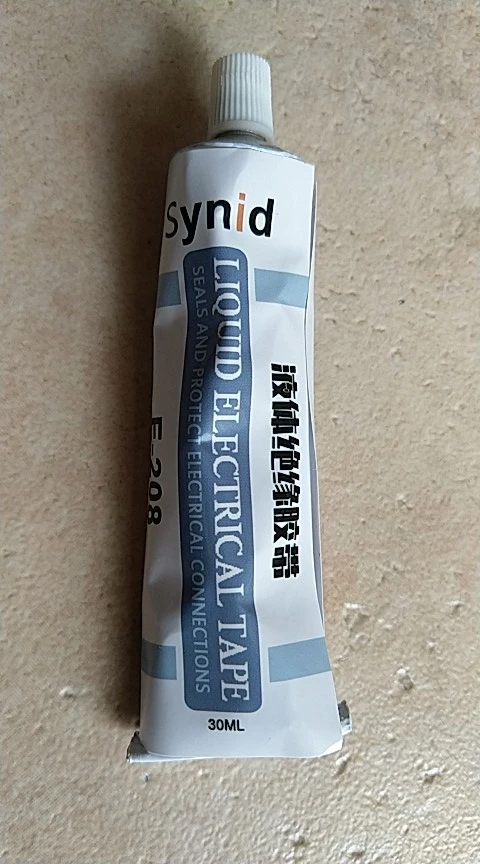 Synid
LIQUID ELECTRICAL TAPE
SEALS AND PROTECT ELECTRICAL CONNECTIONS
液体绝缘胶带
E-208
30ML